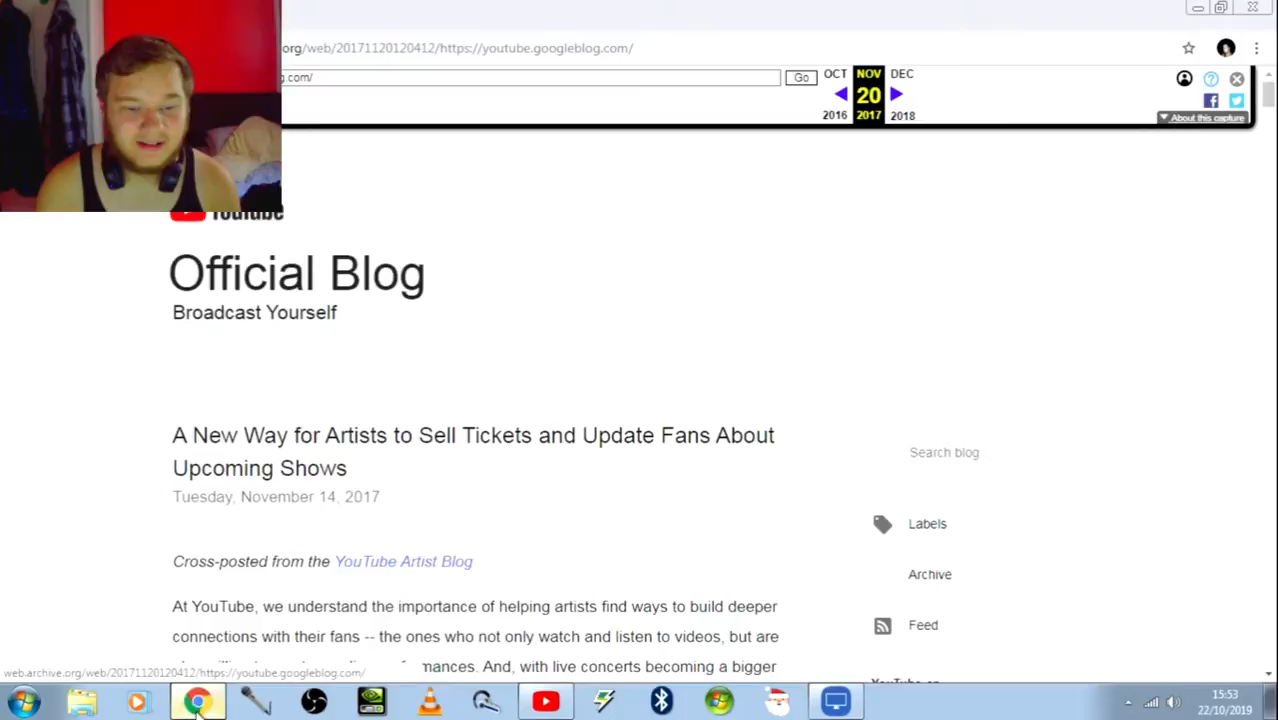 org/web/20171120120412/https://youtube.googleblog.com/
g.com/
Go
OCT NOV DEC
20
2016 2017 2018
About this capture
YouTube
Official Blog
Broadcast Yourself
A New Way for Artists to Sell Tickets and Update Fans About
Upcoming Shows
Tuesday, November 14, 2017
Cross-posted from the YouTube Artist Blog
At YouTube, we understand the importance of helping artists find ways to build deeper
connections with their fans -- the ones who not only watch and listen to videos, but are
mances. And, with live concerts becoming a bigger
Search blog
Labels
Archive
Feed
YouTube on
web.archive.org/web/20171120120412/https://youtube.googleblog.com/
15:53
22/10/2019